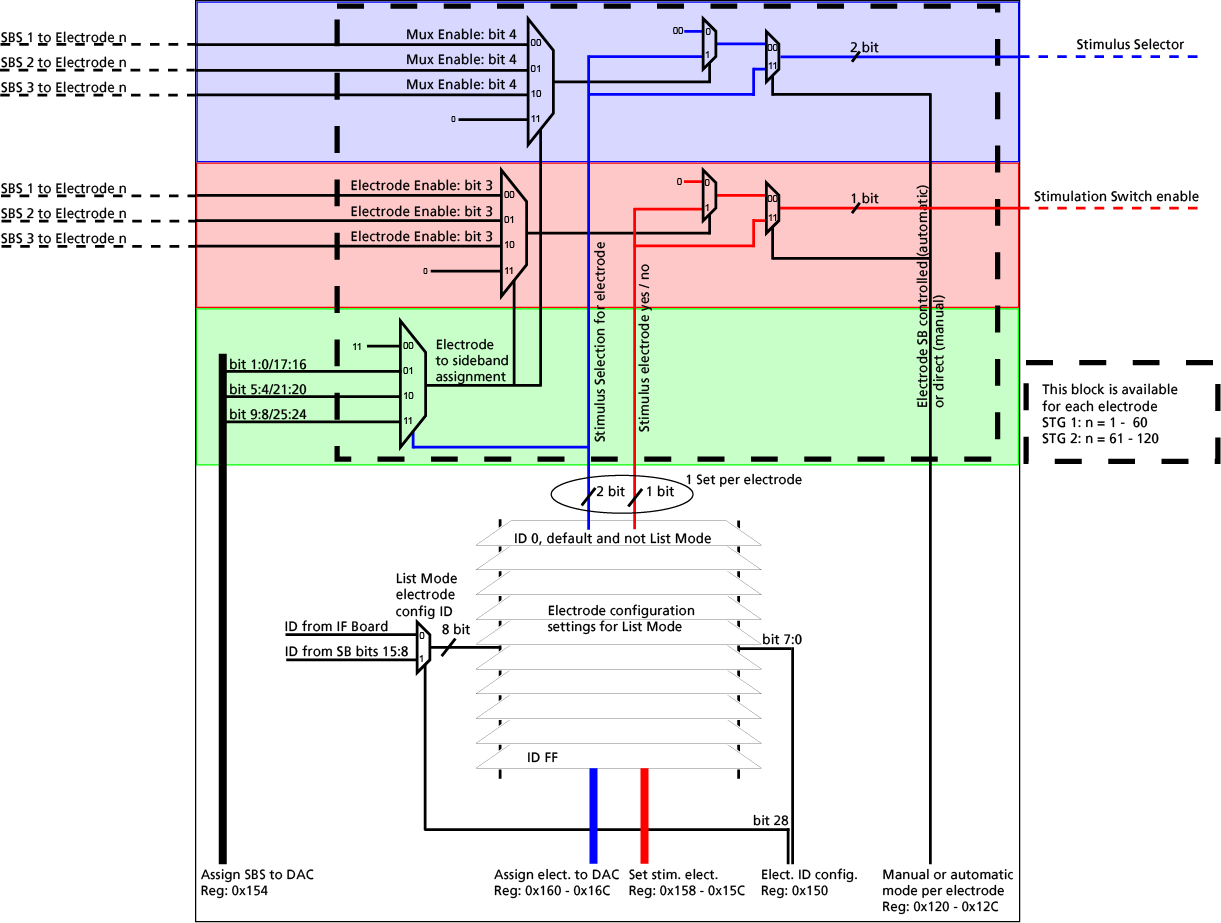 SBS 1 to Electrode n
SBS 2 to Electrode n
SBS 3 to Electrode n
Mux Enable: bit 4
Mux Enable: bit 4
Mux Enable: bit 4
0
00
01
10
11
00
0
1
00
11
2 bit
Stimulus Selector
SBS 1 to Electrode n
SBS 2 to Electrode n
SBS 3 to Electrode n
Electrode Enable: bit 3
Electrode Enable: bit 3
Electrode Enable: bit 3
0
00
01
10
11
0
0
1
00
11
1 bit
Stimulation Switch enable
bit 1:0/17:16
bit 5:4/21:20
bit 9:8/25:24
11
00
01
10
11
Electrode
to sideband
assignment
Stimulus Selection for electrode
Stimulus electrode yes / no
Electrode SB controlled (automatic)
or direct (manual)
This block is available
for each electrode
STG 1: n = 1 - 60
STG 2: n = 61 - 120
2 bit
1 bit
1 Set per electrode
ID 0, default and not List Mode
List Mode
electrode
config ID
ID from IF Board
ID from SB bits 15:8
0
1
8 bit
Electrode configuration
settings for List Mode
bit 7:0
ID FF
bit 28
Assign SBS to DAC
Reg: 0x154
Assign elect. to DAC
Reg: 0x160 - 0x16C
Set stim. elect.
Reg: 0x158 - 0x15C
Elect. ID config.
Reg: 0x150
Manual or automatic
mode per electrode
Reg: 0x120 - 0x12C